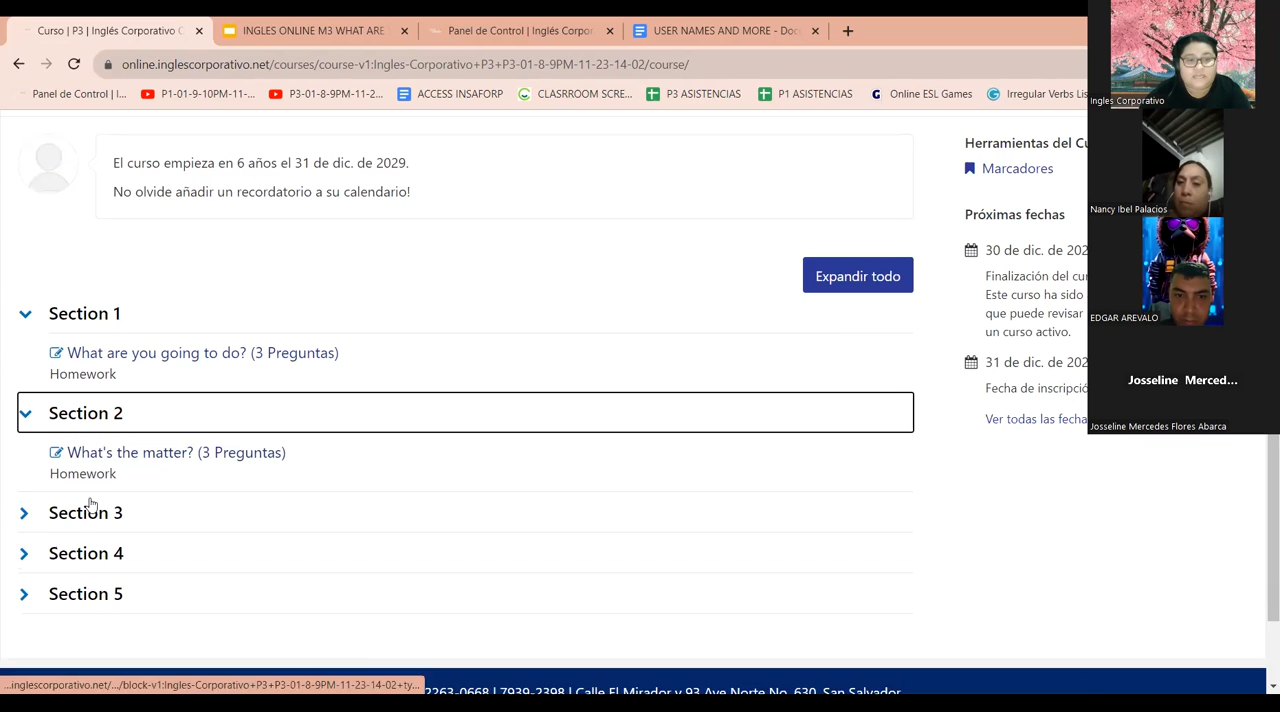 Curso | P3 | Inglés Corporativo C
INGLES ONLINE M3 WHAT ARE
Panel de Control | Inglés Corpor
USER NAMES AND MORE - Doc
online.inglescorporativo.net/courses/course-v1:Ingles-Corporativo+P3+P3-01-8-9PM-11-23-14-02/course/
Panel de Control | I...
P1-01-9-10PM-11-...
P3-01-8-9PM-11-2...
ACCESS INSAFORP
CLASRROOM SCRE...
P3 ASISTENCIAS
P1 ASISTENCIAS
Online ESL Games
Irregular Verbs Lis
Ingles Corporativo
El curso empieza en 6 años el 31 de dic. de 2029.
No olvide añadir un recordatorio a su calendario!
Herramientas del Cu
Marcadores
Nancy Ibel Palacios
Próximas fechas
30 de dic. de 202
Finalización del cur
Este curso ha sido
que puede revisar
un curso activo.
EDGAR AREVALO
31 de dic. de 202
Fecha de inscripció
Ver todas las fecha
Josseline Merced...
Josseline Mercedes Flores Abarca
Expandir todo
Section 1
What are you going to do? (3 Preguntas)
Homework
Section 2
What's the matter? (3 Preguntas)
Homework
Section 3
Section 4
Section 5
...inglescorporativo.net/.../block-v1:Ingles-Corporativo+P3+P3-01-8-9PM-11-23-14-02+ty...
2263-0668 | 7939-2398 | Calle El Mirador y 93 Ave Norte No. 630, San Salvador